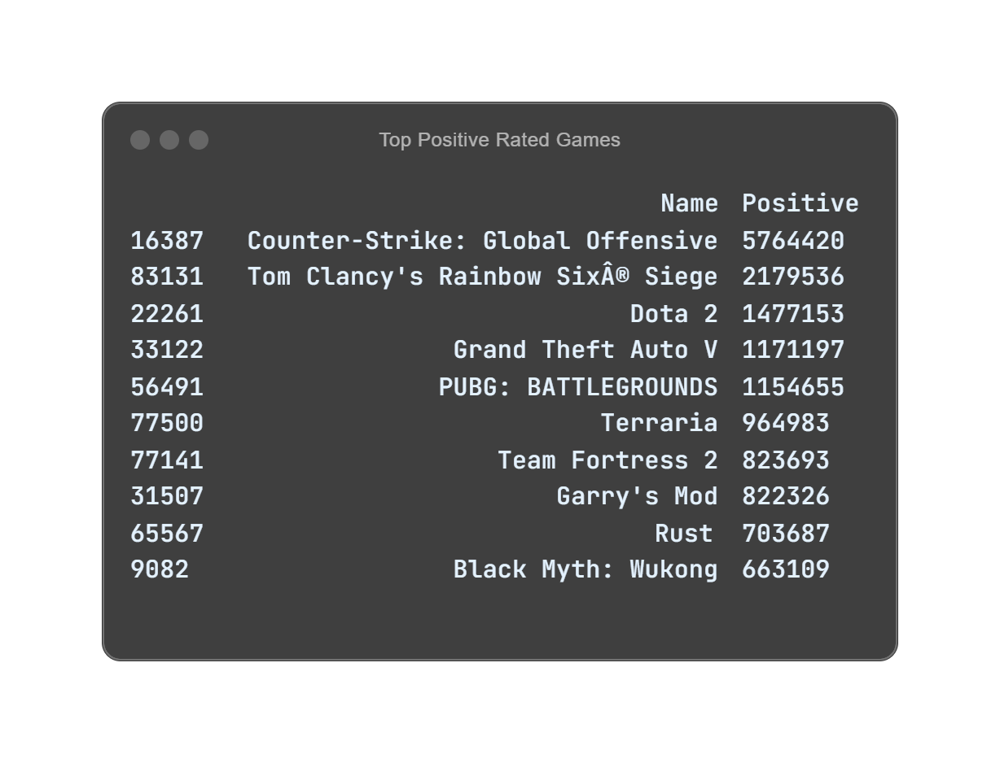 Top Positive Rated Games
Name Positive
16387 Counter-Strike: Global Offensive 5764420
83131 Tom Clancy's Rainbow SixÂ® Siege 2179536
22261 Dota 2 1477153
33122 Grand Theft Auto V 1171197
56491 PUBG: BATTLEGROUNDS 1154655
77500 Terraria 964983
77141 Team Fortress 2 823693
31507 Garry's Mod 822326
65567 Rust 703687
9082 Black Myth: Wukong 663109